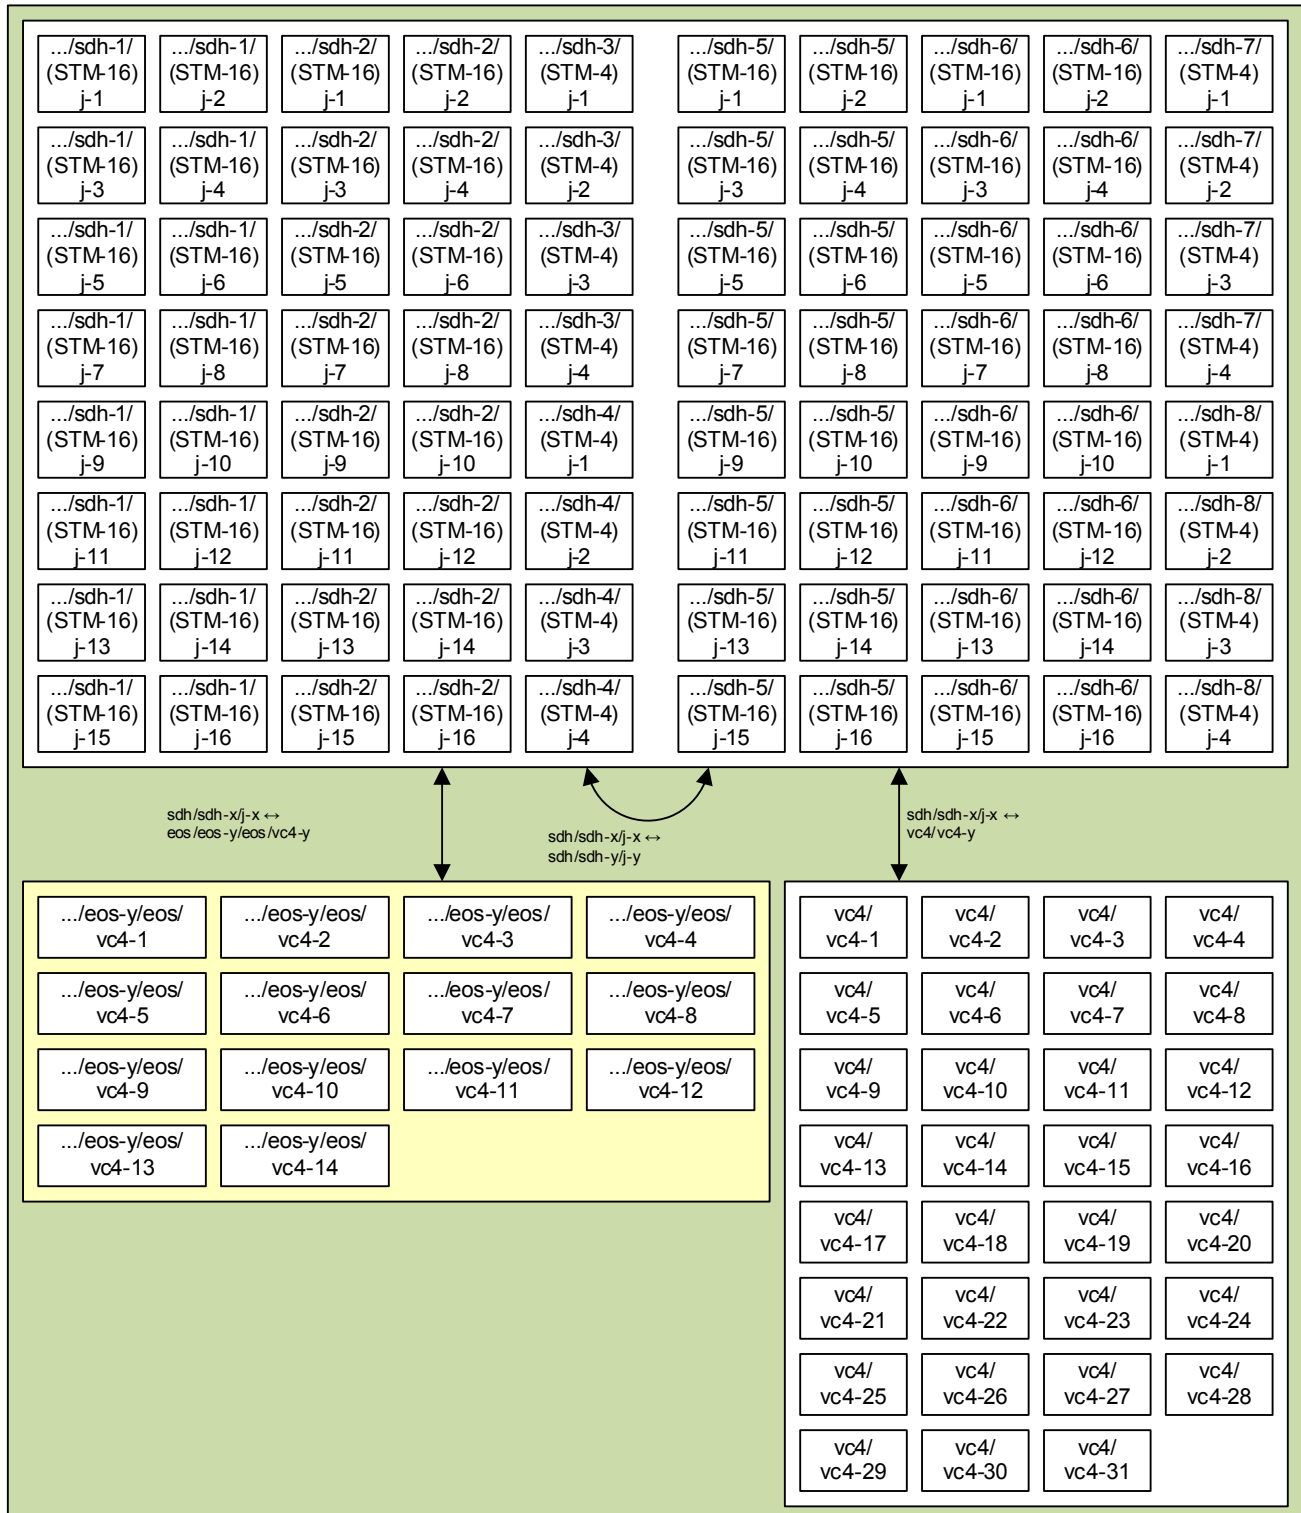 .../sdh-1/ .../sdh-1/ .../sdh-2/ .../sdh-2/ .../sdh-3/ .../sdh-5/ .../sdh-5/ .../sdh-6/ .../sdh-6/ .../sdh-7/
(STM-16) (STM-16) (STM-16) (STM-16) (STM-4) (STM-16) (STM-16) (STM-16) (STM-16) (STM-4)
j-1 j-2 j-1 j-2 j-1 j-1 j-2 j-1 j-2 j-1
.../sdh-1/ .../sdh-1/ .../sdh-2/ .../sdh-2/ .../sdh-3/ .../sdh-5/ .../sdh-5/ .../sdh-6/ .../sdh-6/ .../sdh-7/
(STM-16) (STM-16) (STM-16) (STM-16) (STM-4) (STM-16) (STM-16) (STM-16) (STM-16) (STM-4)
j-3 j-4 j-3 j-4 j-2 j-3 j-4 j-3 j-4 j-2
.../sdh-1/ .../sdh-1/ .../sdh-2/ .../sdh-2/ .../sdh-3/ .../sdh-5/ .../sdh-5/ .../sdh-6/ .../sdh-6/ .../sdh-7/
(STM-16) (STM-16) (STM-16) (STM-16) (STM-4) (STM-16) (STM-16) (STM-16) (STM-16) (STM-4)
j-5 j-6 j-5 j-6 j-3 j-5 j-6 j-5 j-6 j-3
.../sdh-1/ .../sdh-1/ .../sdh-2/ .../sdh-2/ .../sdh-3/ .../sdh-5/ .../sdh-5/ .../sdh-6/ .../sdh-6/ .../sdh-7/
(STM-16) (STM-16) (STM-16) (STM-16) (STM-4) (STM-16) (STM-16) (STM-16) (STM-16) (STM-4)
j-7 j-8 j-7 j-8 j-4 j-7 j-8 j-7 j-8 j-4
.../sdh-1/ .../sdh-1/ .../sdh-2/ .../sdh-2/ .../sdh-4/ .../sdh-5/ .../sdh-5/ .../sdh-6/ .../sdh-6/ .../sdh-8/
(STM-16) (STM-16) (STM-16) (STM-16) (STM-4) (STM-16) (STM-16) (STM-16) (STM-16) (STM-4)
j-9 j-10 j-9 j-10 j-1 j-9 j-10 j-9 j-10 j-1
.../sdh-1/ .../sdh-1/ .../sdh-2/ .../sdh-2/ .../sdh-4/ .../sdh-5/ .../sdh-5/ .../sdh-6/ .../sdh-6/ .../sdh-8/
(STM-16) (STM-16) (STM-16) (STM-16) (STM-4) (STM-16) (STM-16) (STM-16) (STM-16) (STM-4)
j-11 j-12 j-11 j-12 j-2 j-11 j-12 j-11 j-12 j-2
.../sdh-1/ .../sdh-1/ .../sdh-2/ .../sdh-2/ .../sdh-4/ .../sdh-5/ .../sdh-5/ .../sdh-6/ .../sdh-6/ .../sdh-8/
(STM-16) (STM-16) (STM-16) (STM-16) (STM-4) (STM-16) (STM-16) (STM-16) (STM-16) (STM-4)
j-13 j-14 j-13 j-14 j-3 j-13 j-14 j-13 j-14 j-3
.../sdh-1/ .../sdh-1/ .../sdh-2/ .../sdh-2/ .../sdh-4/ .../sdh-5/ .../sdh-5/ .../sdh-6/ .../sdh-6/ .../sdh-8/
(STM-16) (STM-16) (STM-16) (STM-16) (STM-4) (STM-16) (STM-16) (STM-16) (STM-16) (STM-4)
j-15 j-16 j-15 j-16 j-4 j-15 j-16 j-15 j-16 j-4
sdh/sdh-x/j-x ↔
eos/eos-y/eos/vc4-y
sdh/sdh-x/j-x ↔
sdh/sdh-y/j-y
sdh/sdh-x/j-x ↔
vc4/vc4-y
.../eos-y/eos/ .../eos-y/eos/ .../eos-y/eos/ .../eos-y/eos/
vc4-1 vc4-2 vc4-3 vc4-4
.../eos-y/eos/ .../eos-y/eos/ .../eos-y/eos/ .../eos-y/eos/
vc4-5 vc4-6 vc4-7 vc4-8
.../eos-y/eos/ .../eos-y/eos/ .../eos-y/eos/ .../eos-y/eos/
vc4-9 vc4-10 vc4-11 vc4-12
.../eos-y/eos/ .../eos-y/eos/
vc4-13 vc4-14
vc4/ vc4/ vc4/ vc4/
vc4-1 vc4-2 vc4-3 vc4-4
vc4/ vc4/ vc4/ vc4/
vc4-5 vc4-6 vc4-7 vc4-8
vc4/ vc4/ vc4/ vc4/
vc4-9 vc4-10 vc4-11 vc4-12
vc4/ vc4/ vc4/ vc4/
vc4-13 vc4-14 vc4-15 vc4-16
vc4/ vc4/ vc4/ vc4/
vc4-17 vc4-18 vc4-19 vc4-20
vc4/ vc4/ vc4/ vc4/
vc4-21 vc4-22 vc4-23 vc4-24
vc4/ vc4/ vc4/ vc4/
vc4-25 vc4-26 vc4-27 vc4-28
vc4/ vc4/ vc4/
vc4-29 vc4-30 vc4-31